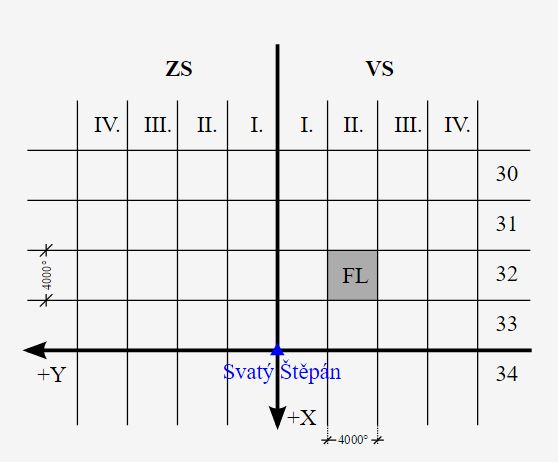 ZS VS
IV. III. II. I. I. II. III. IV.
30
31
4000° FL 32
33
+Y Svatý Štěpán 34
+X
4000°